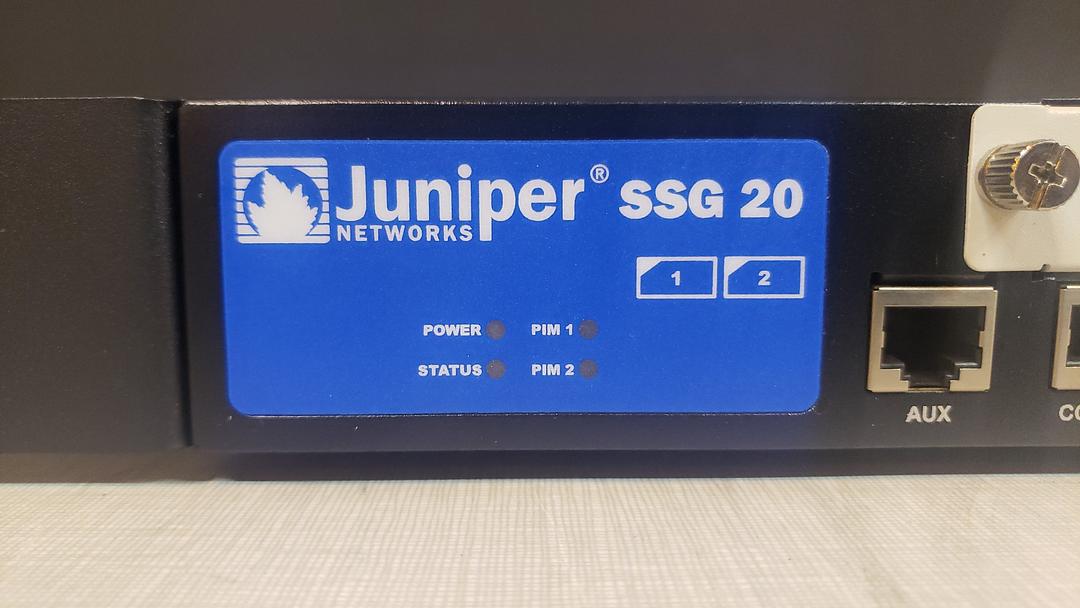 Juniper® SSG 20
NETWORKS
1 2
POWER PIM 1
STATUS PIM 2
AUX